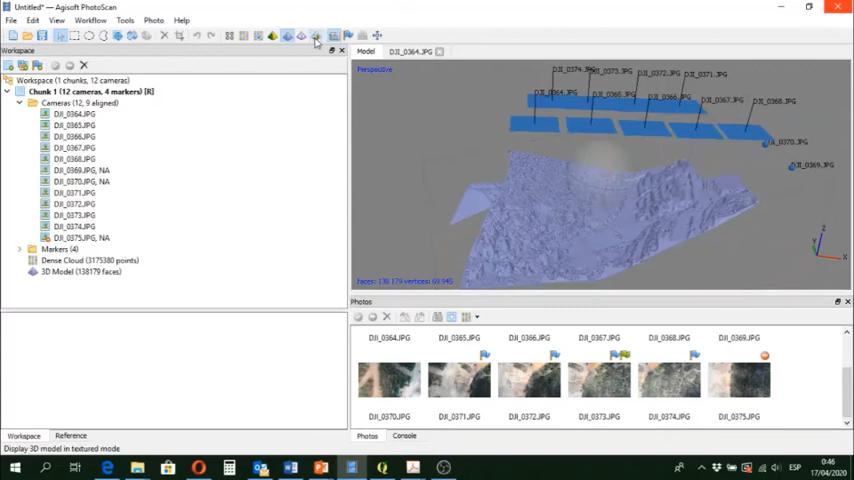 Untitled* — Agisoft PhotoScan
File Edit View Workflow Tools Photo Help
Workspace
Model DJI_0364.JPG
Workspace (1 chunks, 12 cameras)
Chunk 1 (12 cameras, 4 markers) [R]
Cameras (12, 9 aligned)
DJI_0364.JPG
DJI_0365.JPG
DJI_0366.JPG
DJI_0367.JPG
DJI_0368.JPG
DJI_0369.JPG, NA
DJI_0370.JPG, NA
DJI_0371.JPG
DJI_0372.JPG
DJI_0373.JPG
DJI_0374.JPG
DJI_0375.JPG, NA
Markers (4)
Dense Cloud (3175380 points)
3D Model (138179 faces)
Perspective
DJI_0374.JPG DJI_0373.JPG DJI_0372.JPG DJI_0371.JPG
DJI_0364.JPG DJI_0365.JPG DJI_0366.JPG DJI_0367.JPG DJI_0368.JPG
DJI_0370.JPG
DJI_0369.JPG
Z
Y
X
Faces: 138.179 vertices: 69.945
Photos
DJI_0364.JPG DJI_0365.JPG DJI_0366.JPG DJI_0367.JPG DJI_0368.JPG DJI_0369.JPG
DJI_0370.JPG DJI_0371.JPG DJI_0372.JPG DJI_0373.JPG DJI_0374.JPG DJI_0375.JPG
Workspace Reference
Photos Console
Display 3D model in textured mode
ESP
0:46
17/04/2020